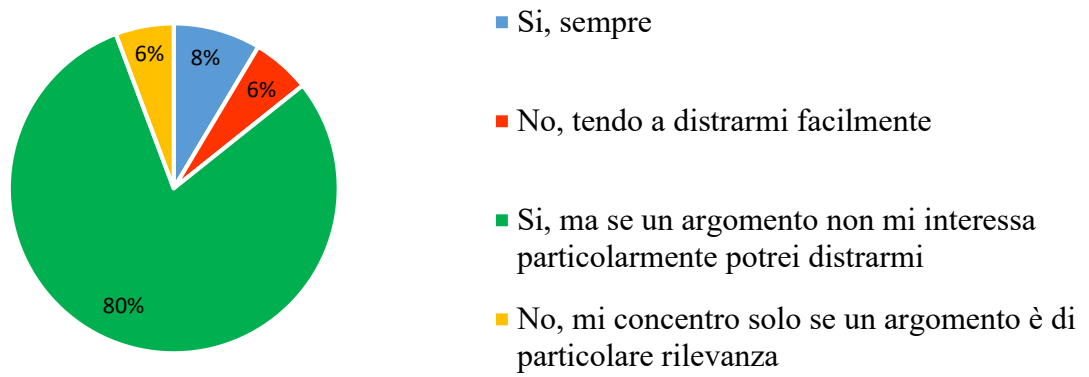 6%
8%
6%
80%
Si, sempre
No, tendo a distrarmi facilmente
Si, ma se un argomento non mi interessa
particolarmente potrei distrarmi
No, mi concentro solo se un argomento è di
particolare rilevanza